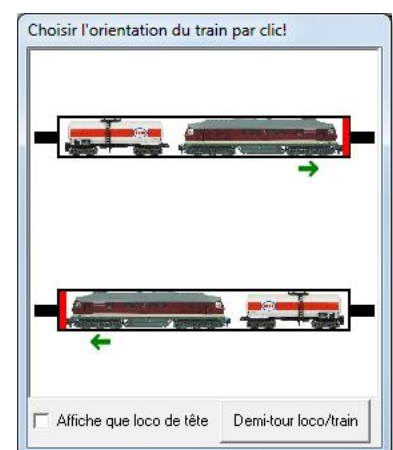 Choisir l'orientation du train par clic!
Affiche que loco de tête
Demi-tour loco/train